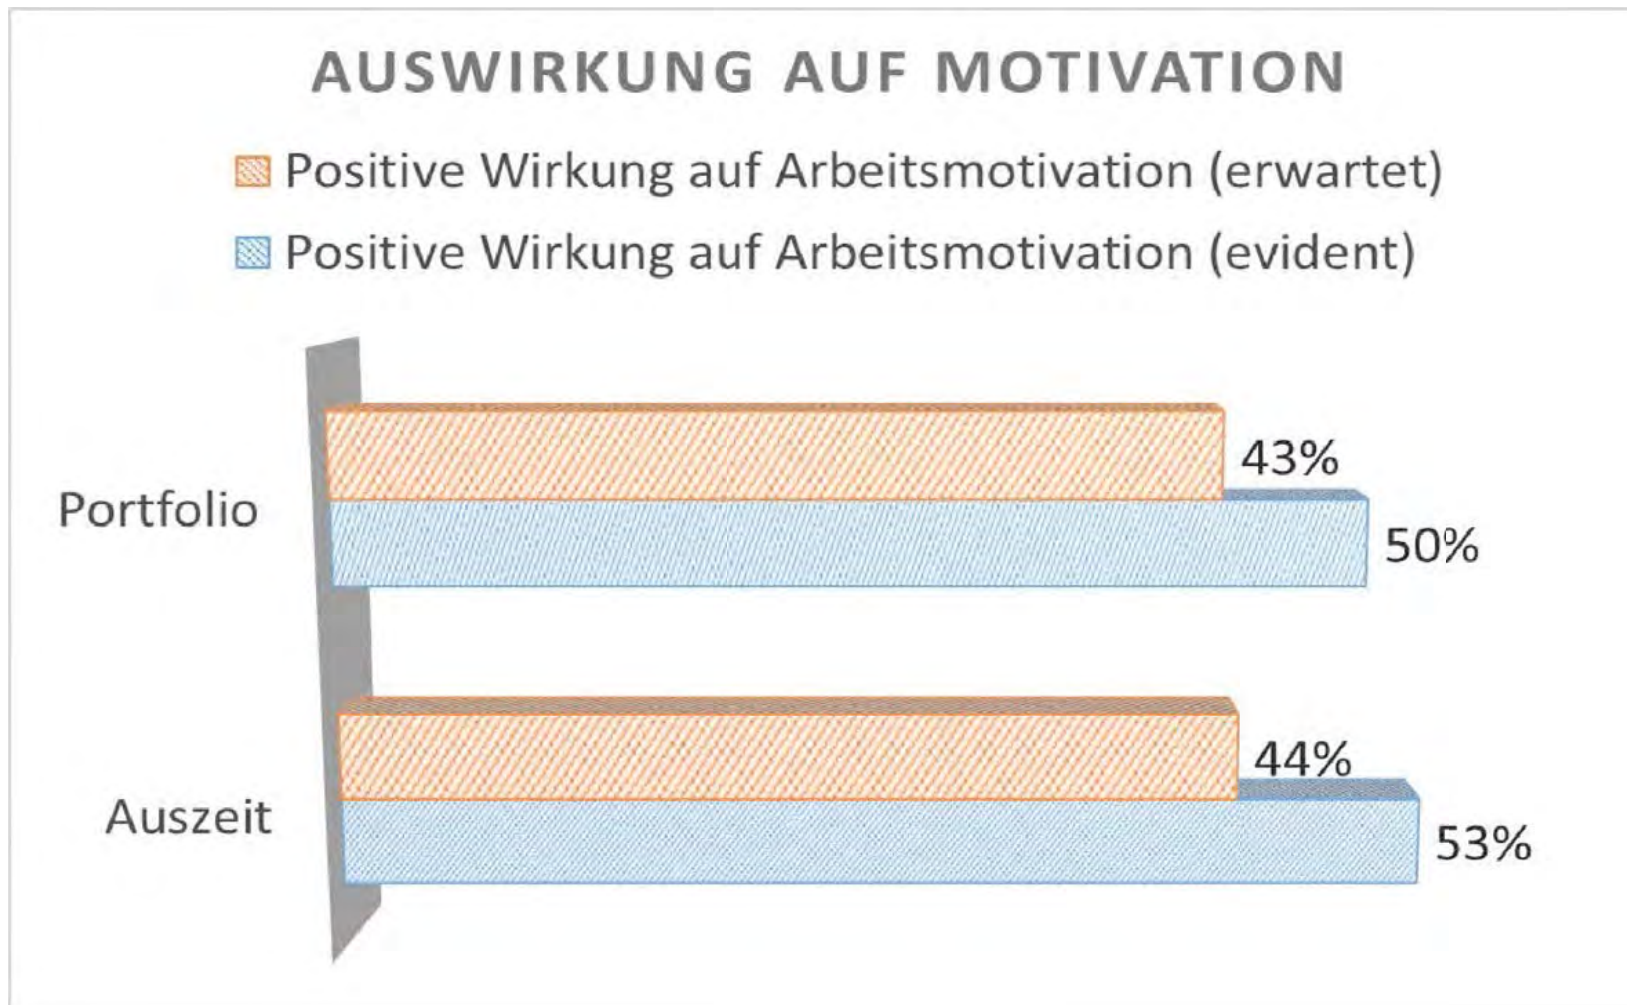 AUSWIRKUNG AUF MOTIVATION
Positive Wirkung auf Arbeitsmotivation (erwartet)
Positive Wirkung auf Arbeitsmotivation (evident)
Portfolio
43%
50%
Auszeit
44%
53%